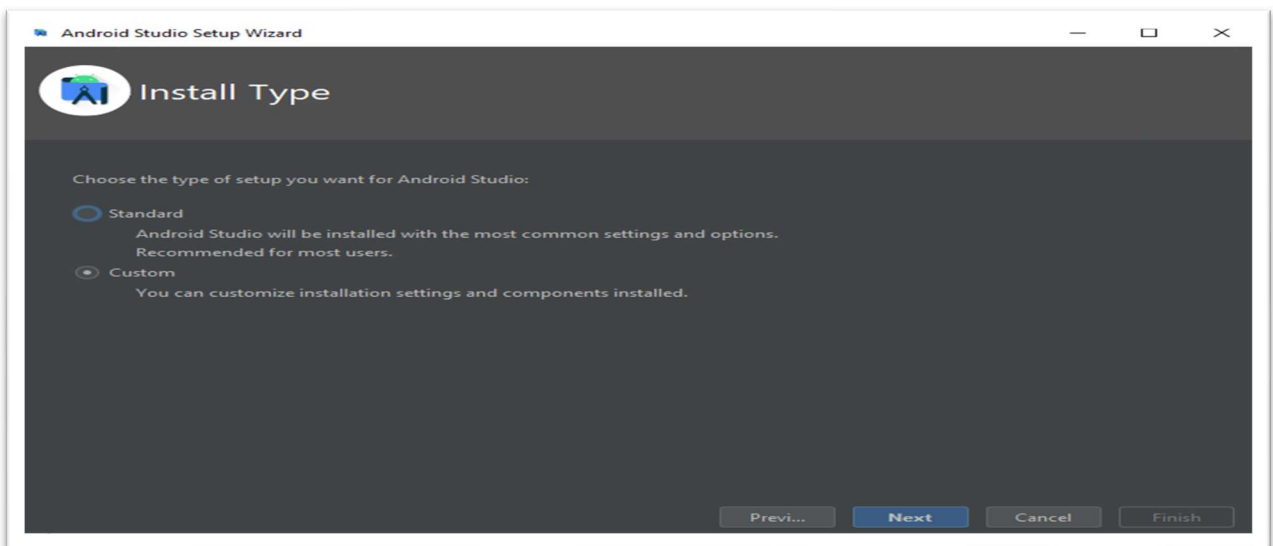 Android Studio Setup Wizard
Install Type
Choose the type of setup you want for Android Studio:
Standard
Android Studio will be installed with the most common settings and options.
Recommended for most users.
Custom
You can customize installation settings and components installed.
Previ... Next Cancel Finish